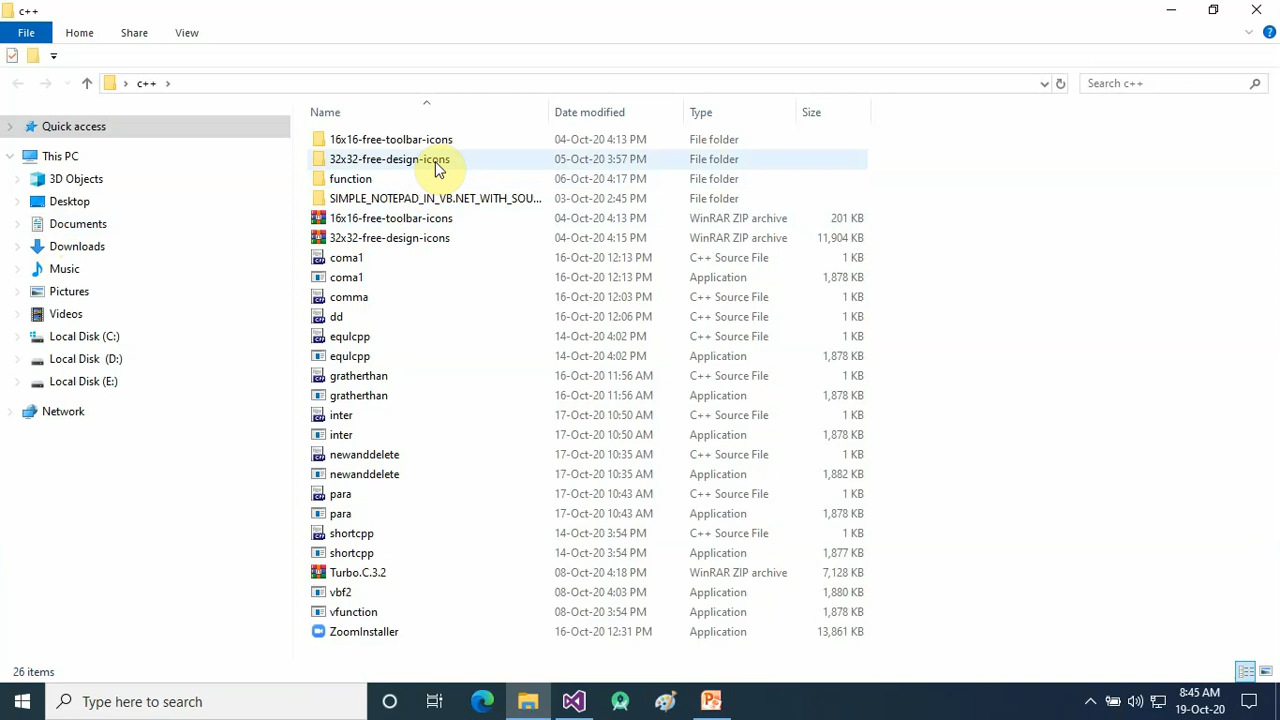 c++
File Home Share View
c++
Search c++
Name Date modified Type Size
Quick access
This PC
3D Objects
Desktop
Documents
Downloads
Music
Pictures
Videos
Local Disk (C:)
Local Disk (D:)
Local Disk (E:)
Network
16x16-free-toolbar-icons 04-Oct-20 4:13 PM File folder
32x32-free-design-icons 05-Oct-20 3:57 PM File folder
function 06-Oct-20 4:17 PM File folder
SIMPLE_NOTEPAD_IN_VB.NET_WITH_SOU... 03-Oct-20 2:45 PM File folder
16x16-free-toolbar-icons 04-Oct-20 4:13 PM WinRAR ZIP archive 201 KB
32x32-free-design-icons 04-Oct-20 4:15 PM WinRAR ZIP archive 11,904 KB
coma1 16-Oct-20 12:13 PM C++ Source File 1 KB
coma1 16-Oct-20 12:13 PM Application 1,878 KB
comma 16-Oct-20 12:03 PM C++ Source File 1 KB
dd 16-Oct-20 12:06 PM C++ Source File 1 KB
equlcpp 14-Oct-20 4:02 PM C++ Source File 1 KB
equlcpp 14-Oct-20 4:02 PM Application 1,878 KB
gratherthan 16-Oct-20 11:56 AM C++ Source File 1 KB
gratherthan 16-Oct-20 11:56 AM Application 1,878 KB
inter 17-Oct-20 10:50 AM C++ Source File 1 KB
inter 17-Oct-20 10:50 AM Application 1,878 KB
newanddelete 17-Oct-20 10:35 AM C++ Source File 1 KB
newanddelete 17-Oct-20 10:35 AM Application 1,882 KB
para 17-Oct-20 10:43 AM C++ Source File 1 KB
para 17-Oct-20 10:43 AM Application 1,878 KB
shortcpp 14-Oct-20 3:54 PM C++ Source File 1 KB
shortcpp 14-Oct-20 3:54 PM Application 1,877 KB
Turbo.C.3.2 08-Oct-20 4:18 PM WinRAR ZIP archive 7,128 KB
vbf2 08-Oct-20 4:03 PM Application 1,880 KB
vfunction 08-Oct-20 3:54 PM Application 1,878 KB
ZoomInstaller 16-Oct-20 12:31 PM Application 13,861 KB
26 items
Type here to search
8:45 AM
19-Oct-20